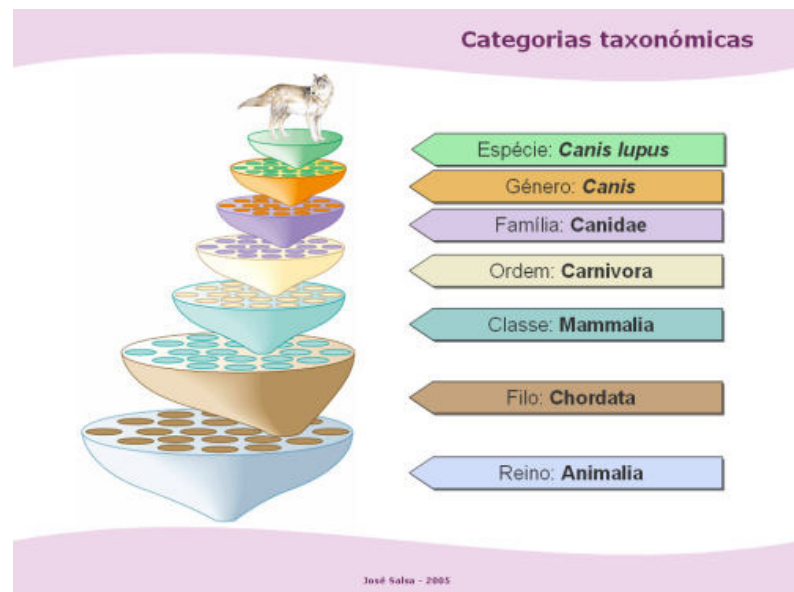 Categorias taxonómicas
Espécie: Canis lupus
Género: Canis
Família: Canidae
Ordem: Carnivora
Classe: Mammalia
Filo: Chordata
Reino: Animalia
José Salsa - 2005